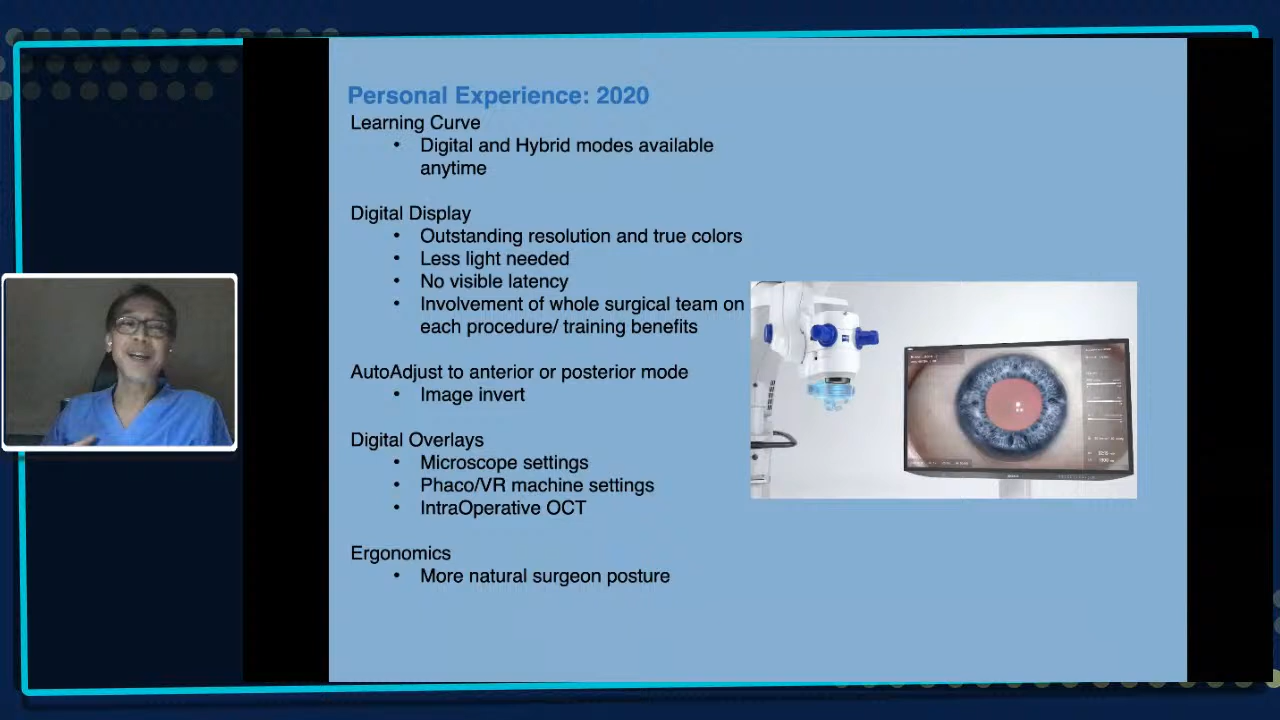 Personal Experience: 2020
Learning Curve
• Digital and Hybrid modes available
anytime
Digital Display
• Outstanding resolution and true colors
• Less light needed
• No visible latency
• Involvement of whole surgical team on
each procedure/ training benefits
AutoAdjust to anterior or posterior mode
• Image invert
Digital Overlays
• Microscope settings
• Phaco/VR machine settings
• IntraOperative OCT
Ergonomics
• More natural surgeon posture